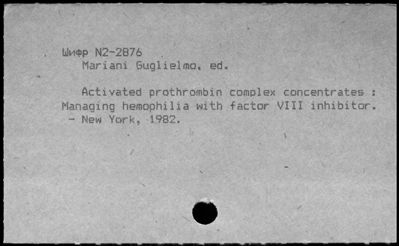 Шифр N2-2876
Mariani Guglielmo, ed.
Activated prothrombin complex concentrates :
Managing hemophilia with factor VIII inhibitor.
- New York, 1982.